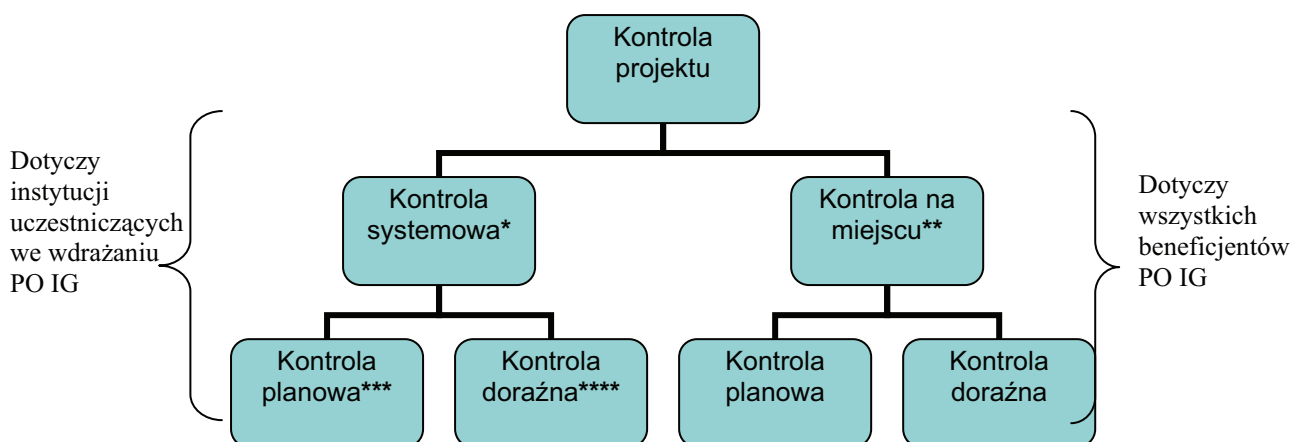 Kontrola
projektu
Dotyczy
instytucji
uczestniczących
we wdrażaniu
PO IG
Kontrola
systemowa*
Kontrola na
miejscu**
Dotyczy
wszystkich
beneficjentów
PO IG
Kontrola
planowa***
Kontrola
doraźna****
Kontrola
planowa
Kontrola
doraźna